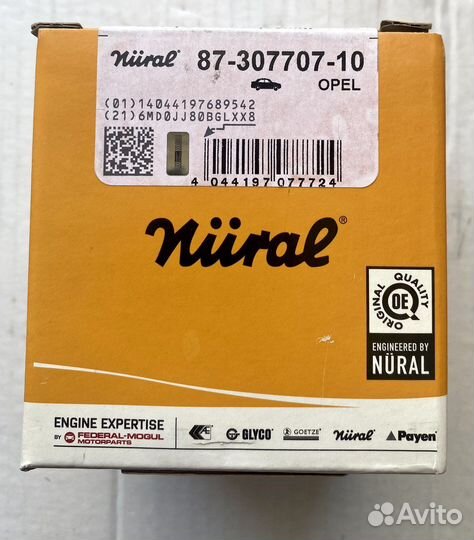 Nüral® 87-307707-10
OPEL
(01)14044197689542
(21)6MD0JJ80BGLXX8
4 044197 077724
Nüral®
ORIGINAL QUALITY
OE
ENGINEERED BY
NÜRAL
ENGINE EXPERTISE
BY FEDERAL-MOGUL
MOTORPARTS
AE GLYCO® GOETZE® Nüral® Payen®
Avito